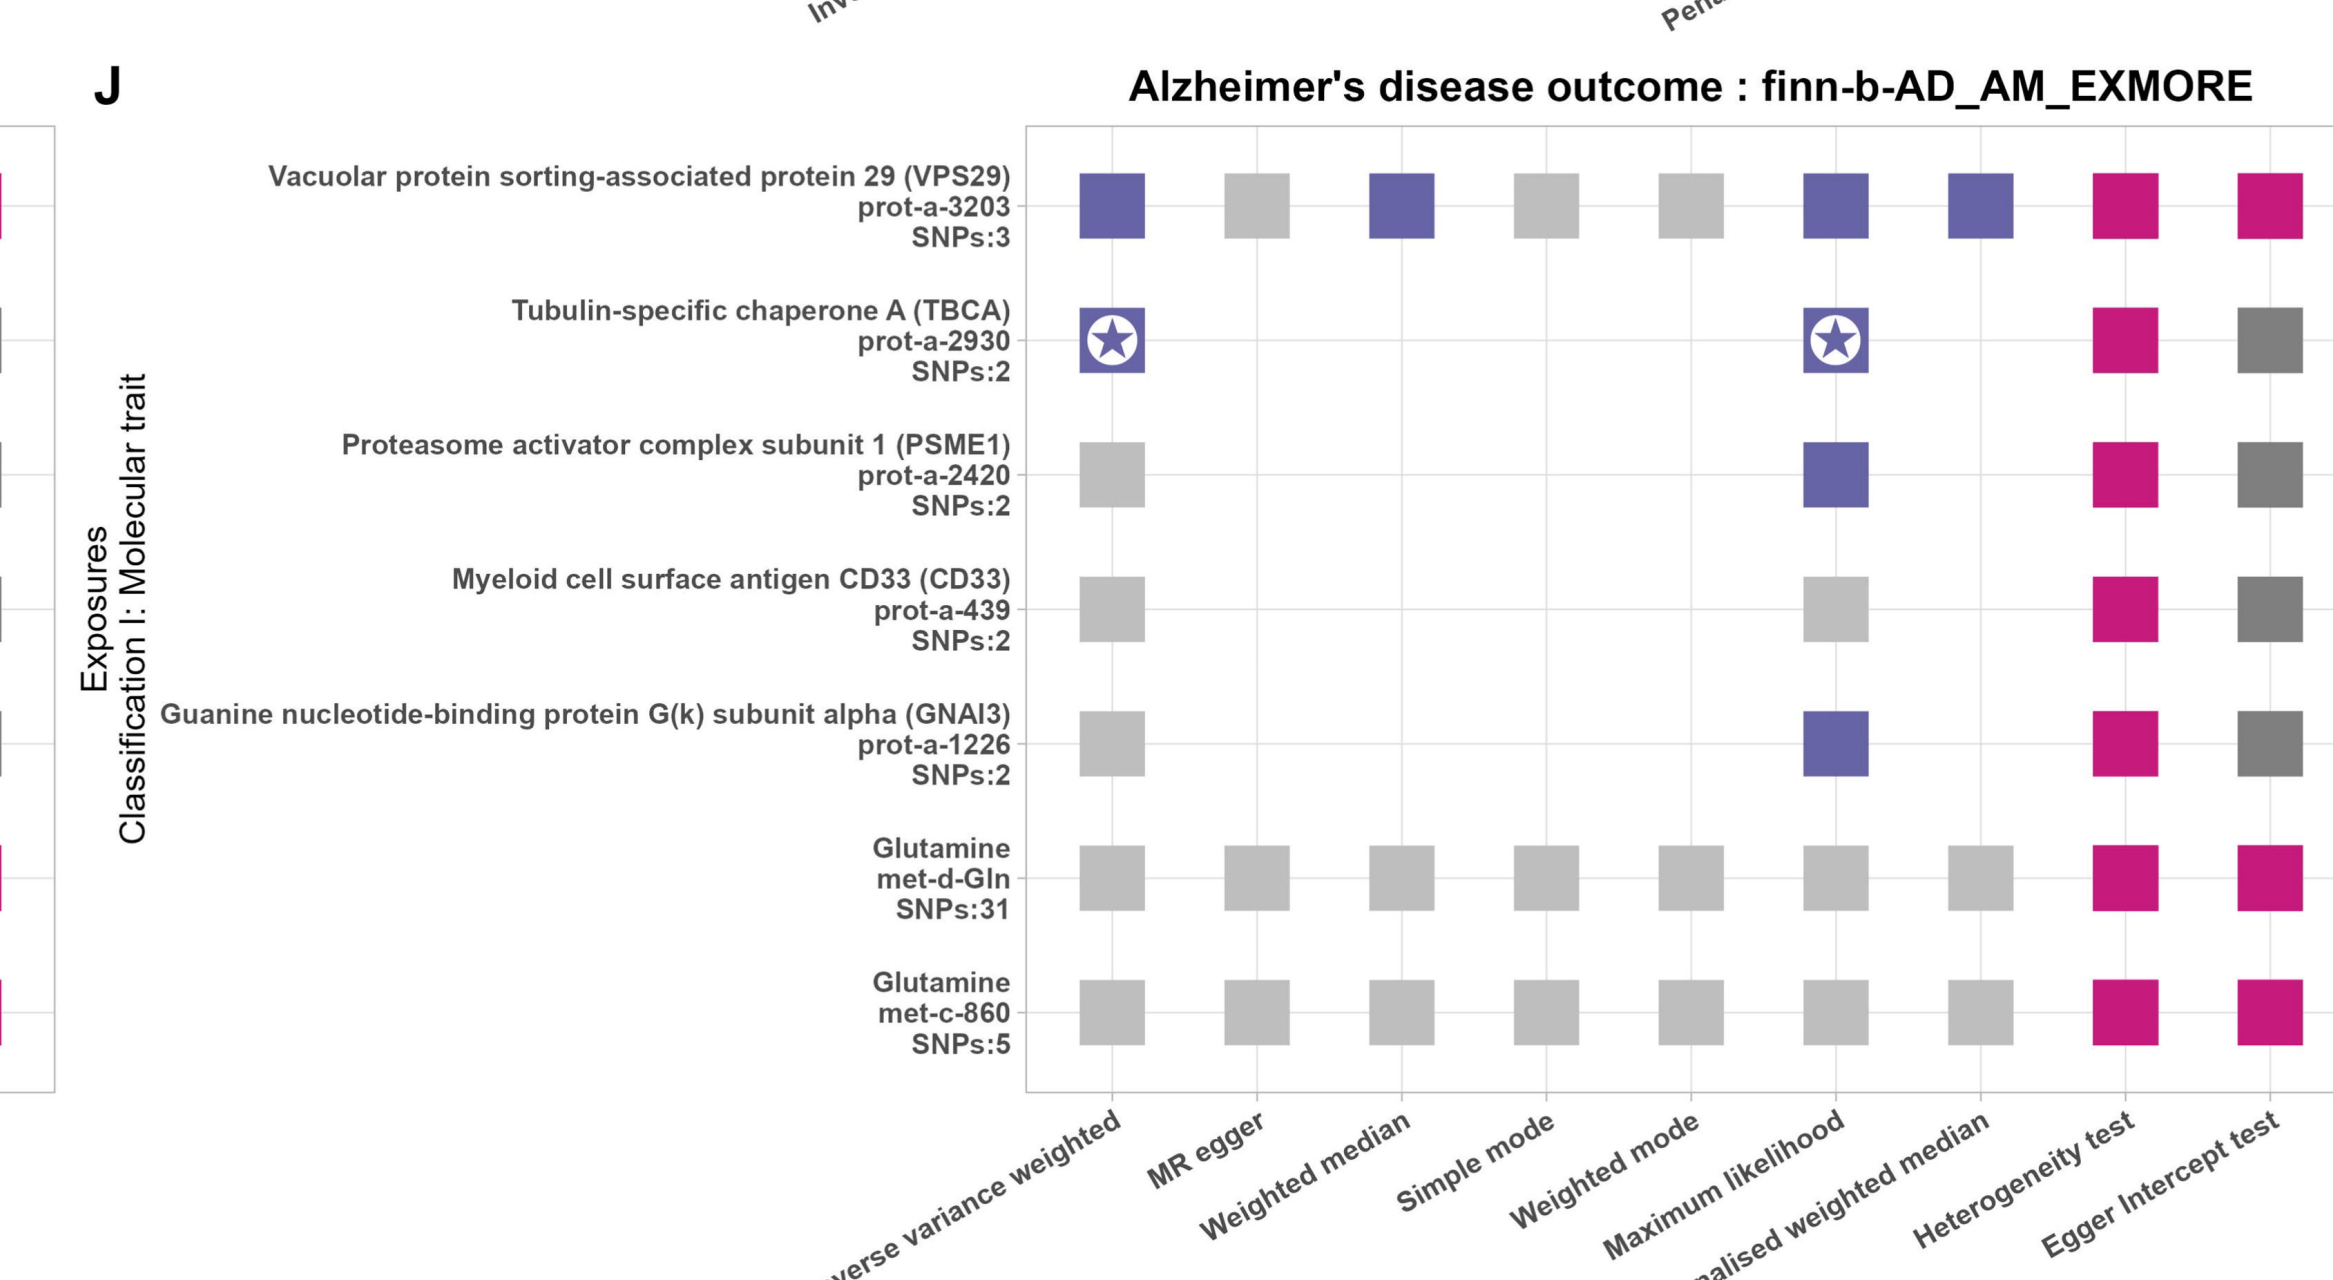 J
Alzheimer's disease outcome : finn-b-AD_AM_EXMORE
Exposures
Classification I: Molecular trait
Vacuolar protein sorting-associated protein 29 (VPS29)
prot-a-3203
SNPs:3
Tubulin-specific chaperone A (TBCA)
prot-a-2930
SNPs:2
Proteasome activator complex subunit 1 (PSME1)
prot-a-2420
SNPs:2
Myeloid cell surface antigen CD33 (CD33)
prot-a-439
SNPs:2
Guanine nucleotide-binding protein G(k) subunit alpha (GNAI3)
prot-a-1226
SNPs:2
Glutamine
met-d-Gln
SNPs:31
Glutamine
met-c-860
SNPs:5
variance weighted
MR egger
Weighted median
Simple mode
Weighted mode
Maximum likelihood
weighted median
Heterogeneity test
Egger Intercept test